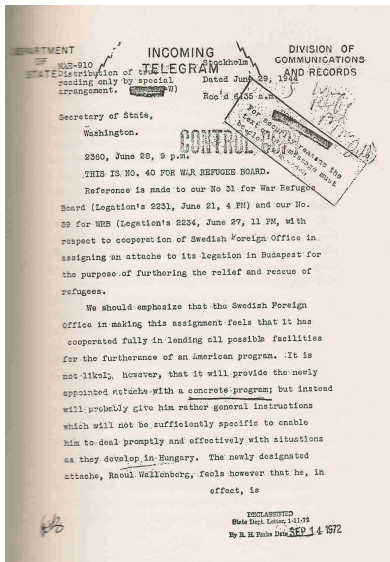 DEPARTMENT
OF
STATE
INCOMING
TELEGRAM
DIVISION OF
COMMUNICATIONS
AND RECORDS
MAH-910
Distribution of true
reading only by special
arrangement. W)
Stockholm
Dated June 29, 1944
Rec'd 6:35 a.m.
Secretary of State,
Washington.
CONTROL COPY
2360, June 28, 9 p.m.
THIS IS NO. 40 FOR WAR REFUGEE BOARD.
Reference is made to our No 31 for War Refugee
Board (Legation's 2231, June 21, 4 PM) and our No.
39 for WRB (Legation's 2234, June 27, 11 PM, with
respect to cooperation of Swedish Foreign Office in
assigning an attache to its legation in Budapest for
the purpose of furthering the relief and rescue of
refugees.
We should emphasize that the Swedish Foreign
Office in making this assignment feels that it has
cooperated fully in lending all possible facilities
for the furtherance of an American program. It is
not likely, however, that it will provide the newly
appointed attache with a concrete program; but instead
will probably give him rather general instructions
which will not be sufficiently specific to enable
him to deal promptly and effectively with situations
as they develop in Hungary. The newly designated
attache, Raoul Wallenberg, feels however that he, in
effect, is
DECLASSIFIED
State Dept. Letter, 1-11-72
By R. H. Parks Date SEP 14 1972